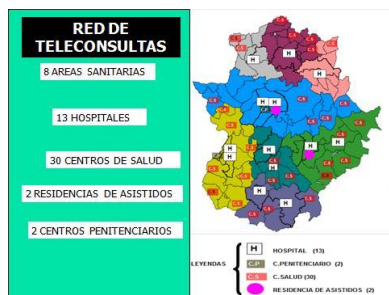 RED DE
TELECONSULTAS
8 AREAS SANITARIAS
13 HOSPITALES
30 CENTROS DE SALUD
2 RESIDENCIAS DE ASISTIDOS
2 CENTROS PENITENCIARIOS
LEYENDAS
H HOSPITAL (13)
C.P C.PENITENCIARIO (2)
C.S C.SALUD (30)
RESIDENCIA DE ASISTIDOS (2)